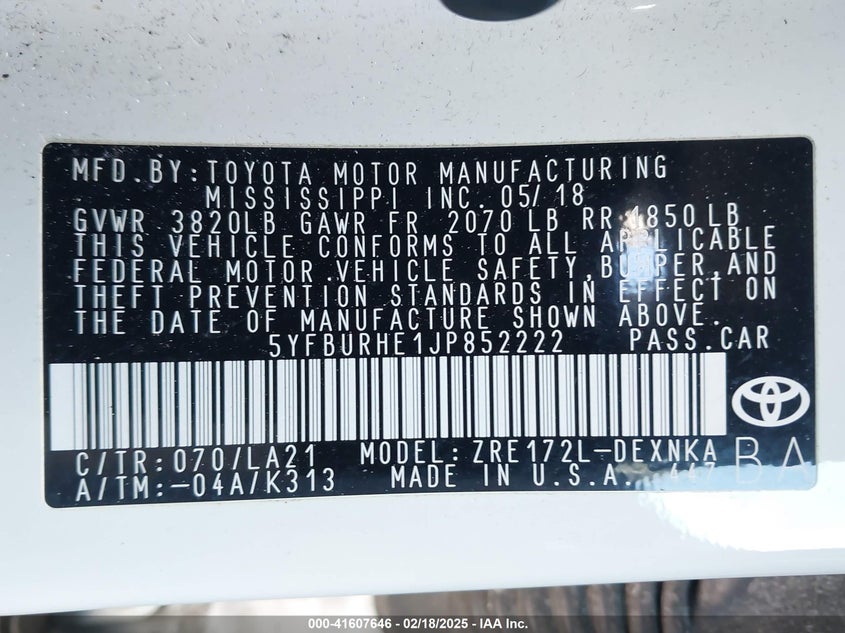 MFD.BY:TOYOTA MOTOR MANUFACTURING
MISSISSIPPI INC. 05/18
GVWR 3820LB GAWR FR 2070 LB RR 1850 LB
THIS VEHICLE CONFORMS TO ALL APPLICABLE
FEDERAL MOTOR VEHICLE SAFETY, BUMPER, AND
THEFT PREVENTION STANDARDS IN EFFECT ON
THE DATE OF MANUFACTURE SHOWN ABOVE.
5YFBURHE1JP852222 PASS.CAR
C/TR:070/LA21 MODEL:ZRE172L-DEXNKA
A/TM:-04A/K313 MADE IN U.S.A. 447 BA
000-41607646 — 02/18/2025 — IAA Inc.